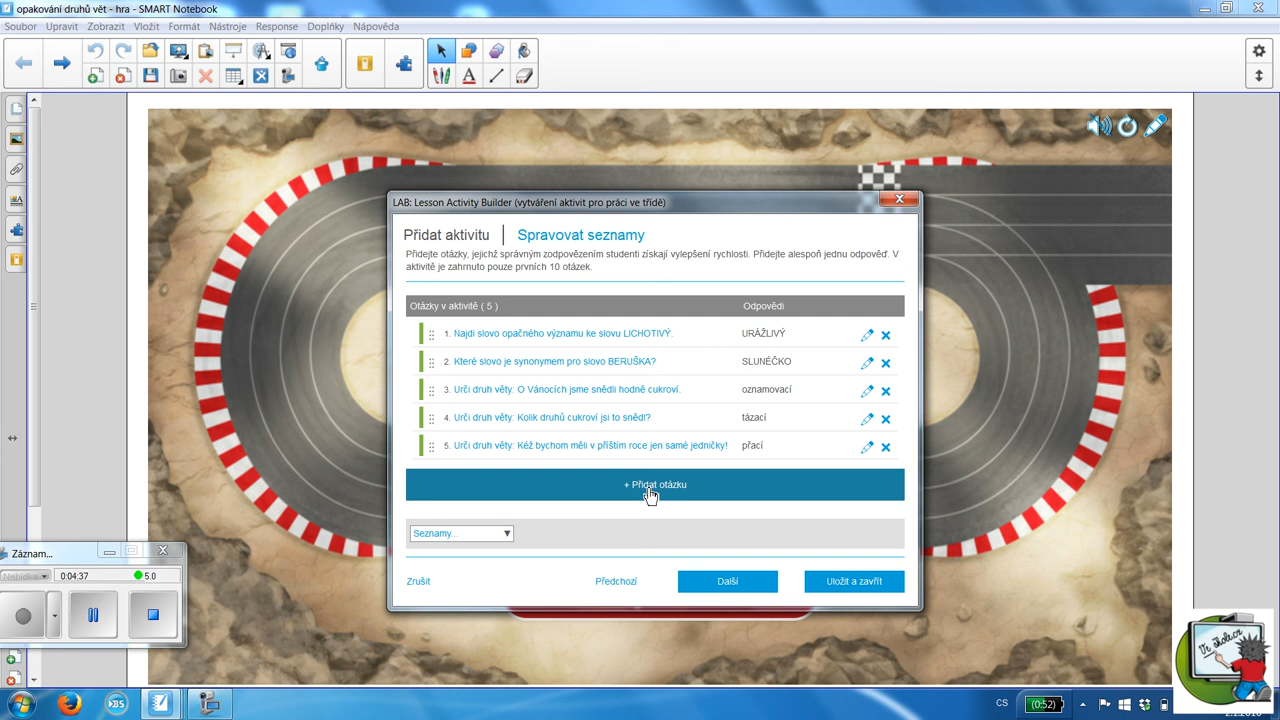 opakování druhů vět - hra - SMART Notebook
Soubor Upravit Zobrazit Vložit Formát Nástroje Response Doplňky Nápověda
LAB: Lesson Activity Builder (vytváření aktivit pro práci ve třídě)
Přidat aktivitu Spravovat seznamy
Přidejte otázky, jejichž správným zodpovězením studenti získají vylepšení rychlosti. Přidejte alespoň jednu odpověď. V
aktivitě je zahrnuto pouze prvních 10 otázek.
Otázky v aktivitě ( 5 ) Odpovědi
1. Najdi slovo opačného významu ke slovu LICHOTIVÝ. URÁŽLIVÝ
2. Které slovo je synonymem pro slovo BERUŠKA? SLUNÉČKO
3. Urči druh věty: O Vánocích jsme snědli hodně cukroví. oznamovací
4. Urči druh věty: Kolik druhů cukroví jsi to snědl? tázací
5. Urči druh věty: Kéž bychom měli v příštím roce jen samé jedničky! přací
+ Přidat otázku
Seznamy...
Zrušit Předchozí Další Uložit a zavřít
Záznam...
Nabídka 0:04:37 5.0
Ve škole.cz
BS
CS (0:52)